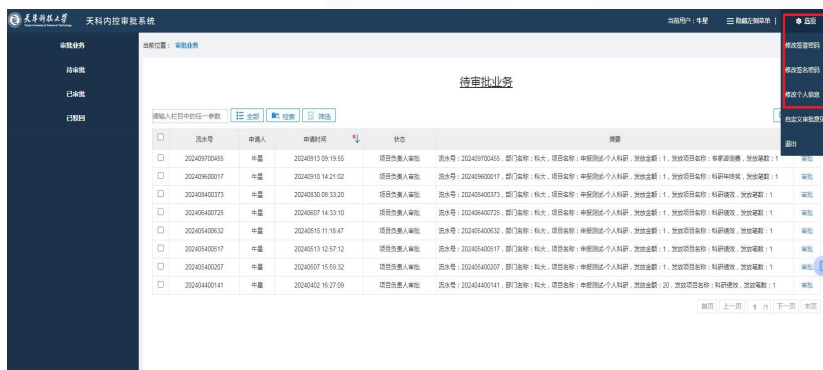 天津科技大学 天科内控审批系统 当前用户：牛星 隐藏左侧菜单 | 选设
审批业务
待审批
已审批
已驳回
当前位置： 审批业务
修改签章密码
修改签名密码
修改个人信息
自定义审批意见
退出
待审批业务
请输入栏目中的任一参数 全部 检索 筛选
流水号 申请人 申请时间 状态 摘要
202409700455 牛星 20240913 09:19:55 项目负责人审批 流水号：202409700455，部门名称：科大，项目名称：申报测试-个人科研，发放金额：1，发放项目名称：专家咨询费，发放笔数：1 审批
202409600017 牛星 20240910 14:21:02 项目负责人审批 流水号：202409600017，部门名称：科大，项目名称：申报测试-个人科研，发放金额：1，发放项目名称：科研年终奖，发放笔数：1 审批
202408400373 牛星 20240830 08:33:20 项目负责人审批 流水号：202408400373，部门名称：科大，项目名称：申报测试-个人科研，发放金额：1，发放项目名称：科研绩效，发放笔数：1 审批
202406400725 牛星 20240607 14:33:10 项目负责人审批 流水号：202406400725，部门名称：科大，项目名称：申报测试-个人科研，发放金额：1，发放项目名称：科研绩效，发放笔数：1 审批
202405400632 牛星 20240515 11:18:47 项目负责人审批 流水号：202405400632，部门名称：科大，项目名称：申报测试-个人科研，发放金额：1，发放项目名称：科研绩效，发放笔数：1 审批
202405400517 牛星 20240513 12:57:12 项目负责人审批 流水号：202405400517，部门名称：科大，项目名称：申报测试-个人科研，发放金额：1，发放项目名称：科研绩效，发放笔数：1 审批
202405400207 牛星 20240507 15:59:32 项目负责人审批 流水号：202405400207，部门名称：科大，项目名称：申报测试-个人科研，发放金额：1，发放项目名称：科研绩效，发放笔数：1 审批
202404400141 牛星 20240402 16:27:09 项目负责人审批 流水号：202404400141，部门名称：科大，项目名称：申报测试-个人科研，发放金额：20，发放项目名称：科研绩效，发放笔数：1 审批
首页 上一页 1 /1 下一页 末页